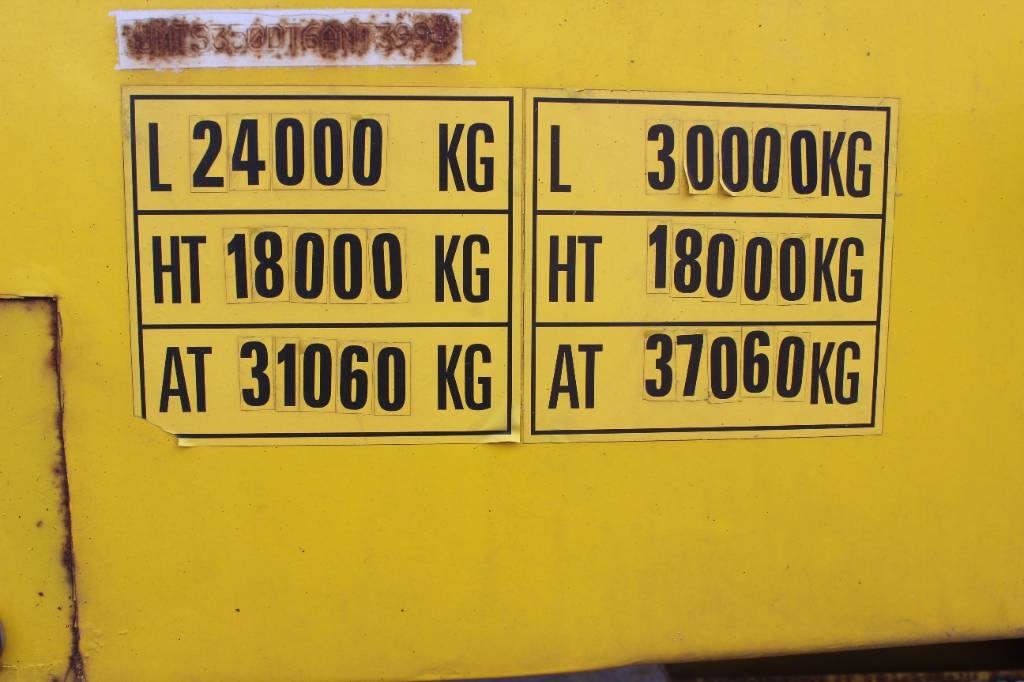 L 24000 KG
HT 18000 KG
AT 31060 KG
L 30000KG
HT 18000KG
AT 37060KG